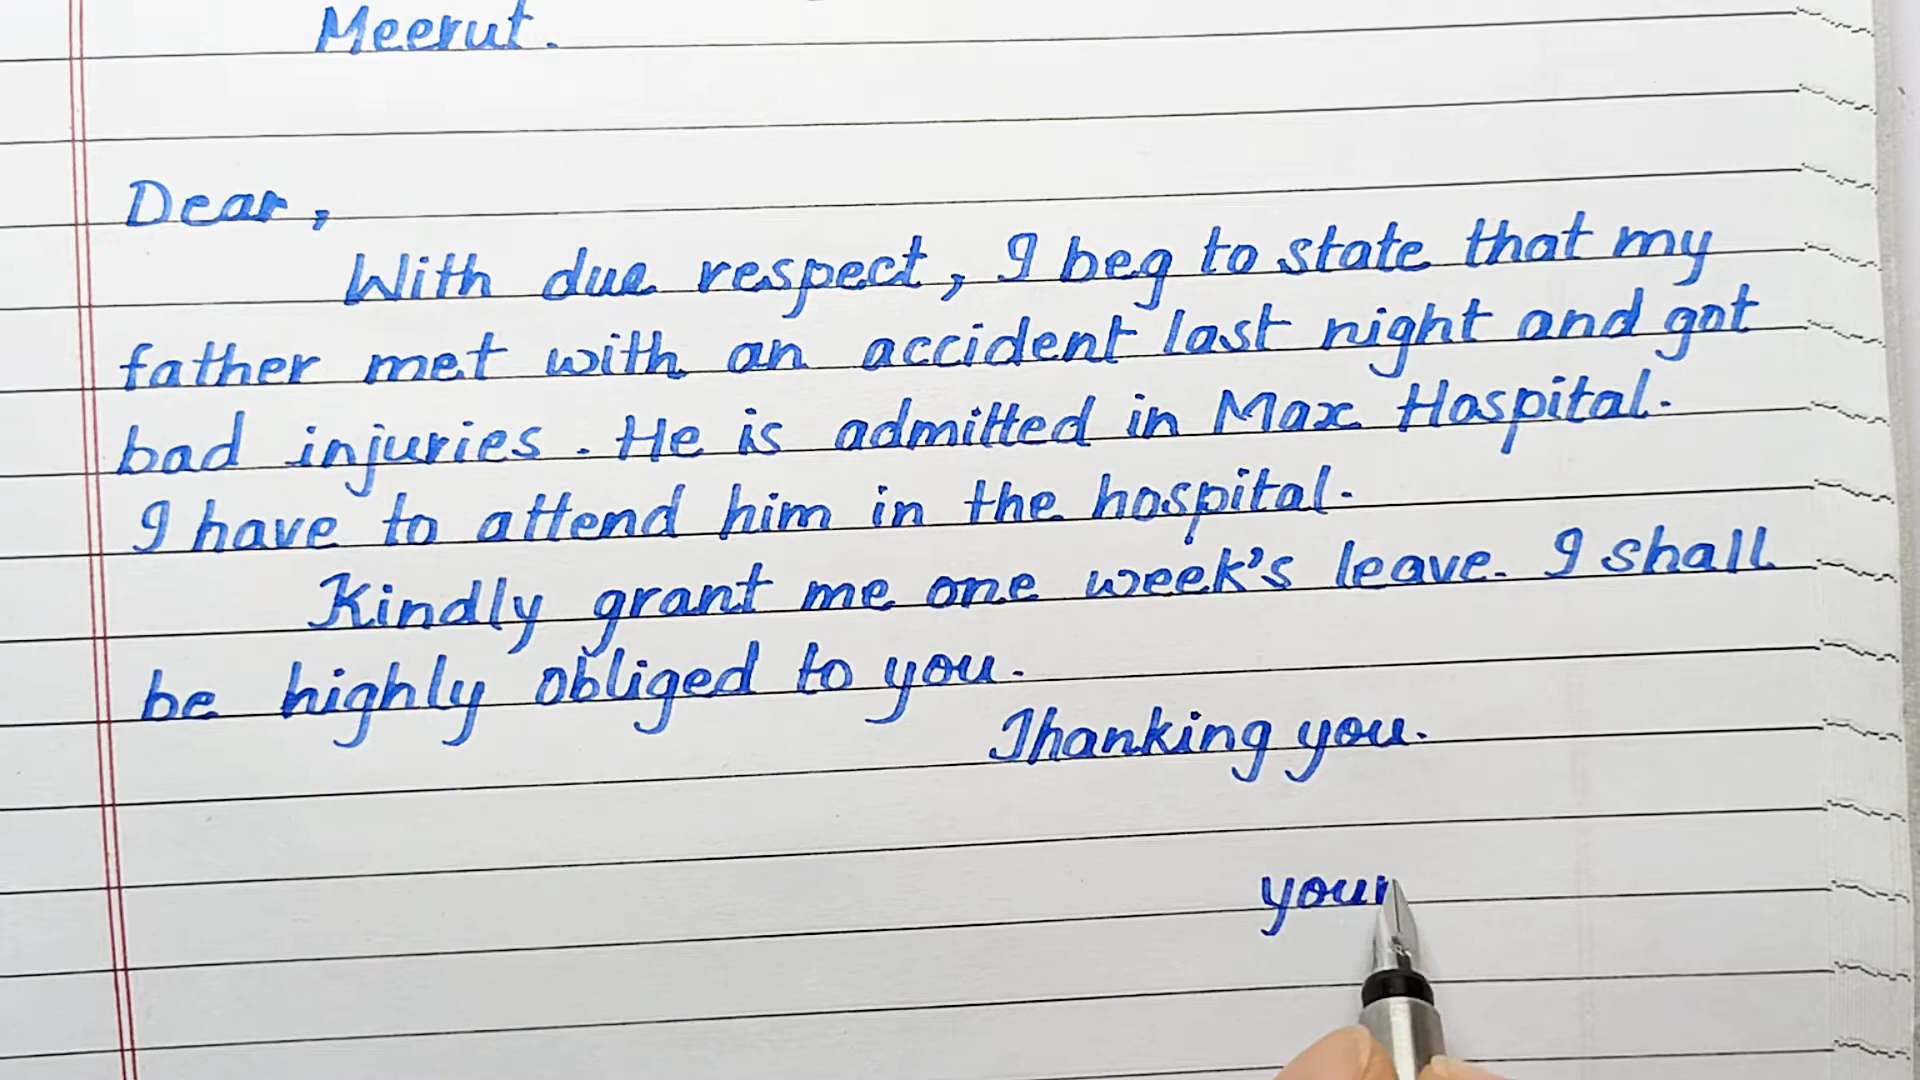 Meerut.
Dear,
With due respect, I beg to state that my
father met with an accident last night and got
bad injuries. He is admitted in Max Hospital.
I have to attend him in the hospital.
Kindly grant me one week's leave. I shall
be highly obliged to you.
Thanking you.
your